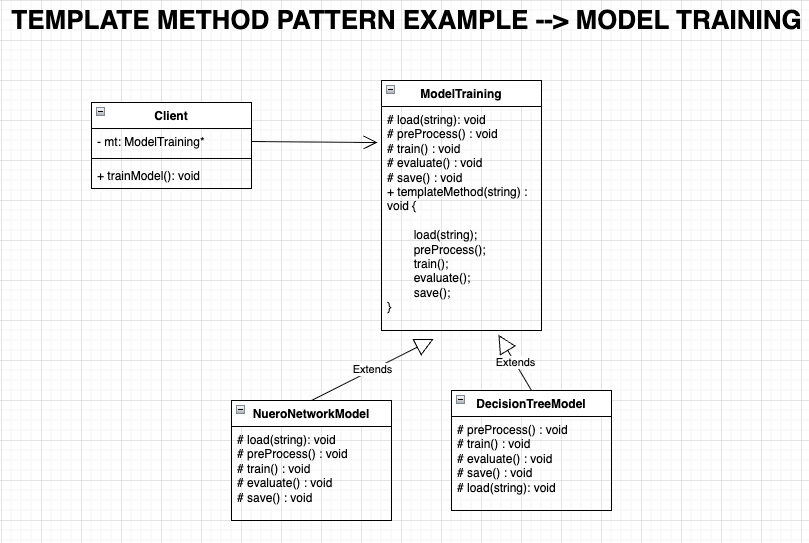 TEMPLATE METHOD PATTERN EXAMPLE --> MODEL TRAINING
Client
- mt: ModelTraining*
+ trainModel(): void
ModelTraining
# load(string): void
# preProcess() : void
# train() : void
# evaluate() : void
# save() : void
+ templateMethod(string) :
void {
load(string);
preProcess();
train();
evaluate();
save();
}
Extends
Extends
NueroNetworkModel
# load(string): void
# preProcess() : void
# train() : void
# evaluate() : void
# save() : void
DecisionTreeModel
# preProcess() : void
# train() : void
# evaluate() : void
# save() : void
# load(string): void